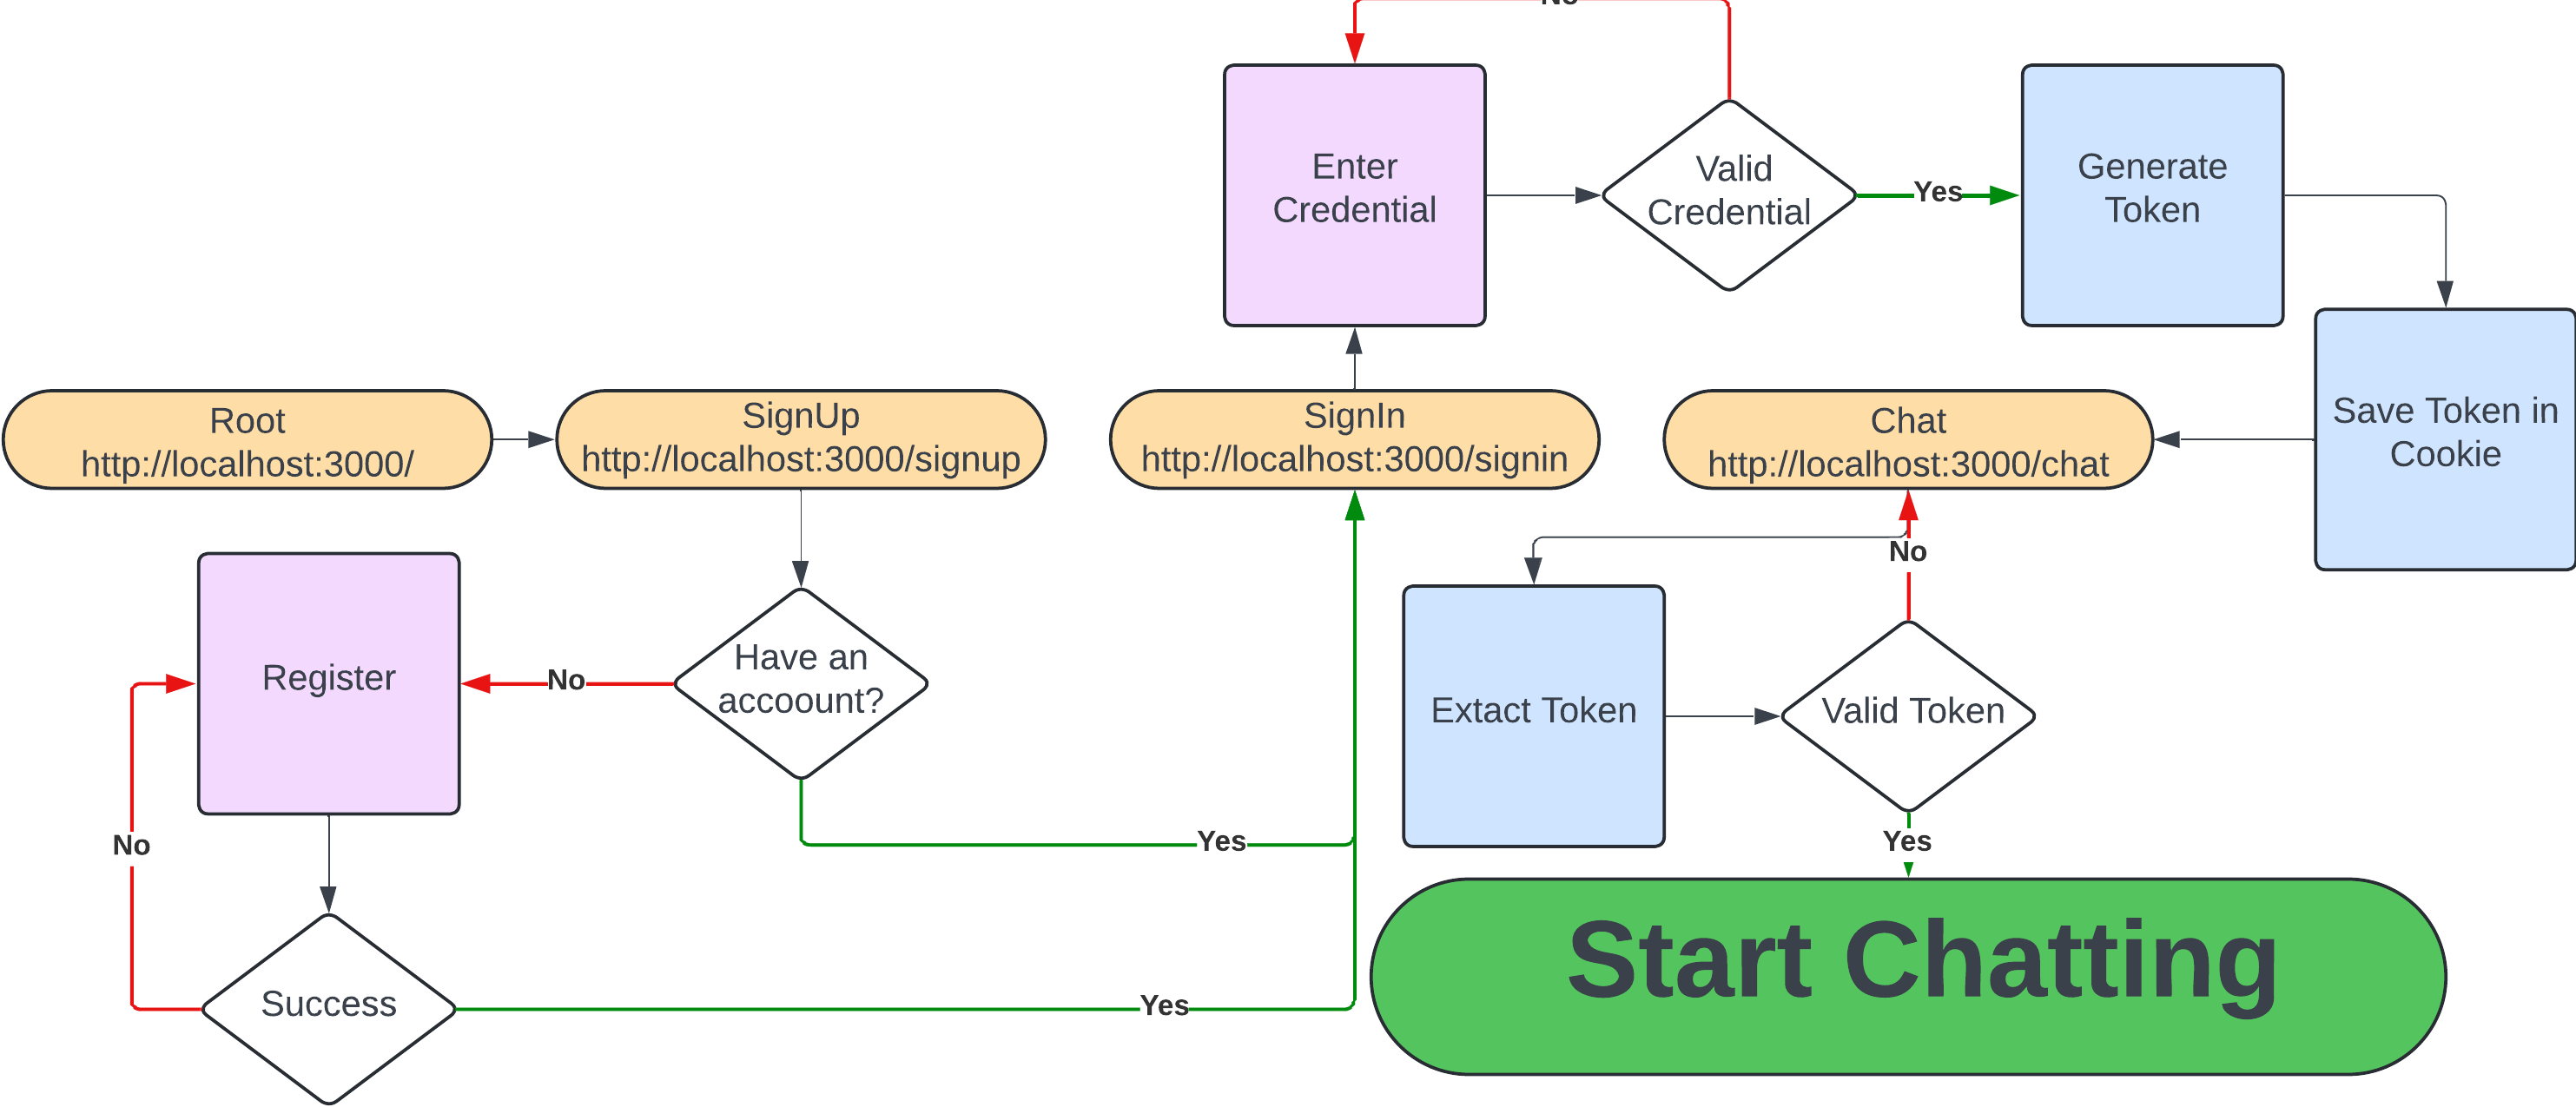 No
Enter
Credential
Valid
Credential
Yes
Generate
Token
Save Token in
Cookie
Root
http://localhost:3000/
SignUp
http://localhost:3000/signup
SignIn
http://localhost:3000/signin
Chat
http://localhost:3000/chat
No
Register
No
Have an
accoount?
Extact Token
Valid Token
No
Yes
Yes
Success
Yes
Start Chatting